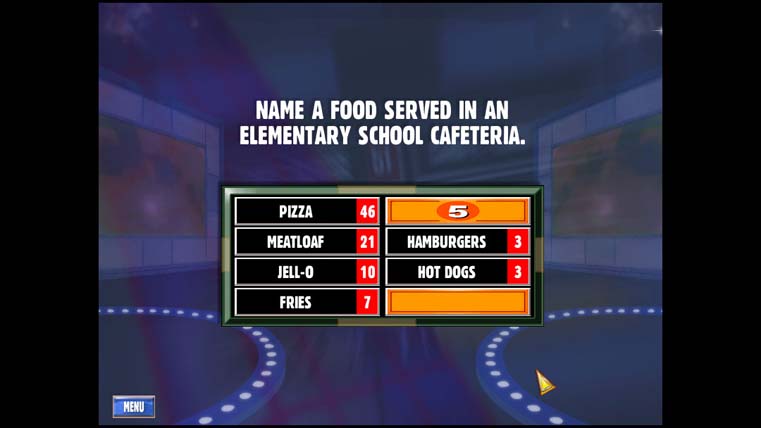 NAME A FOOD SERVED IN AN
ELEMENTARY SCHOOL CAFETERIA.
PIZZA 46
MEATLOAF 21
JELL-O 10
FRIES 7
5
HAMBURGERS 3
HOT DOGS 3
MENU